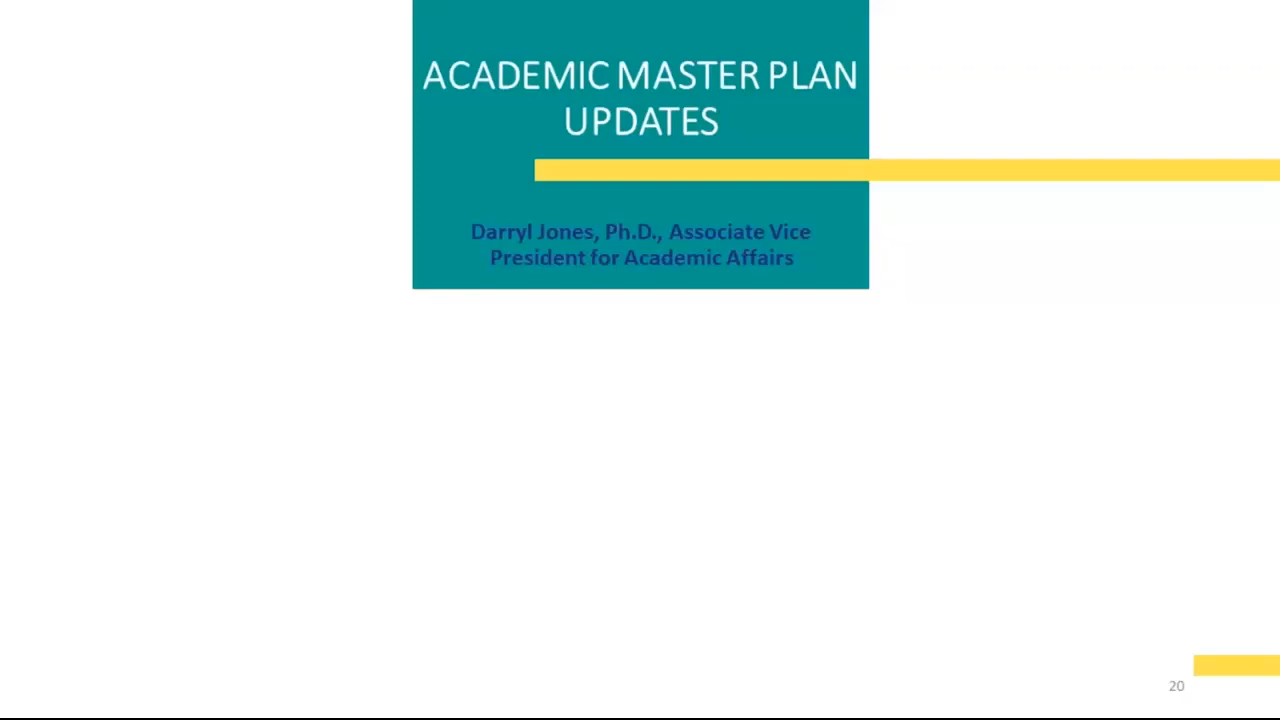 ACADEMIC MASTER PLAN
UPDATES
Darryl Jones, Ph.D., Associate Vice
President for Academic Affairs
20